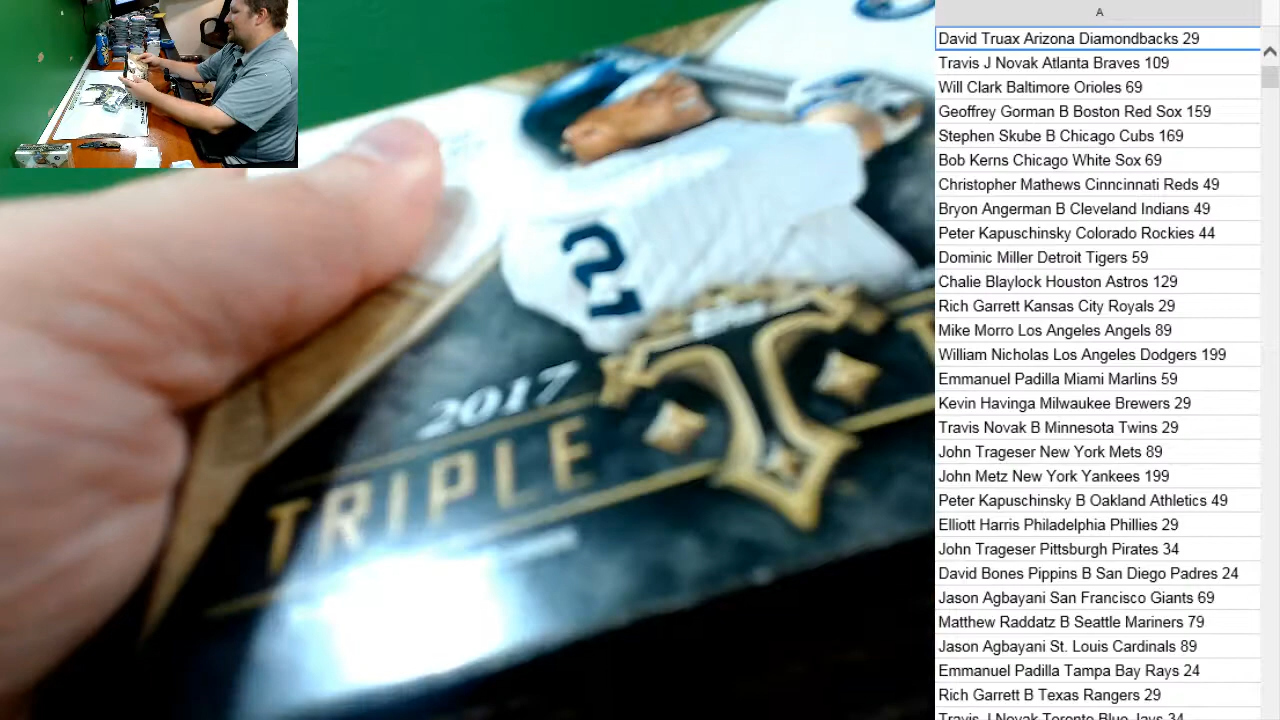 2
2017
TRIPLE
T
A
David Truax Arizona Diamondbacks 29
Travis J Novak Atlanta Braves 109
Will Clark Baltimore Orioles 69
Geoffrey Gorman B Boston Red Sox 159
Stephen Skube B Chicago Cubs 169
Bob Kerns Chicago White Sox 69
Christopher Mathews Cinncinnati Reds 49
Bryon Angerman B Cleveland Indians 49
Peter Kapuschinsky Colorado Rockies 44
Dominic Miller Detroit Tigers 59
Chalie Blaylock Houston Astros 129
Rich Garrett Kansas City Royals 29
Mike Morro Los Angeles Angels 89
William Nicholas Los Angeles Dodgers 199
Emmanuel Padilla Miami Marlins 59
Kevin Havinga Milwaukee Brewers 29
Travis Novak B Minnesota Twins 29
John Trageser New York Mets 89
John Metz New York Yankees 199
Peter Kapuschinsky B Oakland Athletics 49
Elliott Harris Philadelphia Phillies 29
John Trageser Pittsburgh Pirates 34
David Bones Pippins B San Diego Padres 24
Jason Agbayani San Francisco Giants 69
Matthew Raddatz B Seattle Mariners 79
Jason Agbayani St. Louis Cardinals 89
Emmanuel Padilla Tampa Bay Rays 24
Rich Garrett B Texas Rangers 29
Travis J Novak Toronto Blue Jays 34